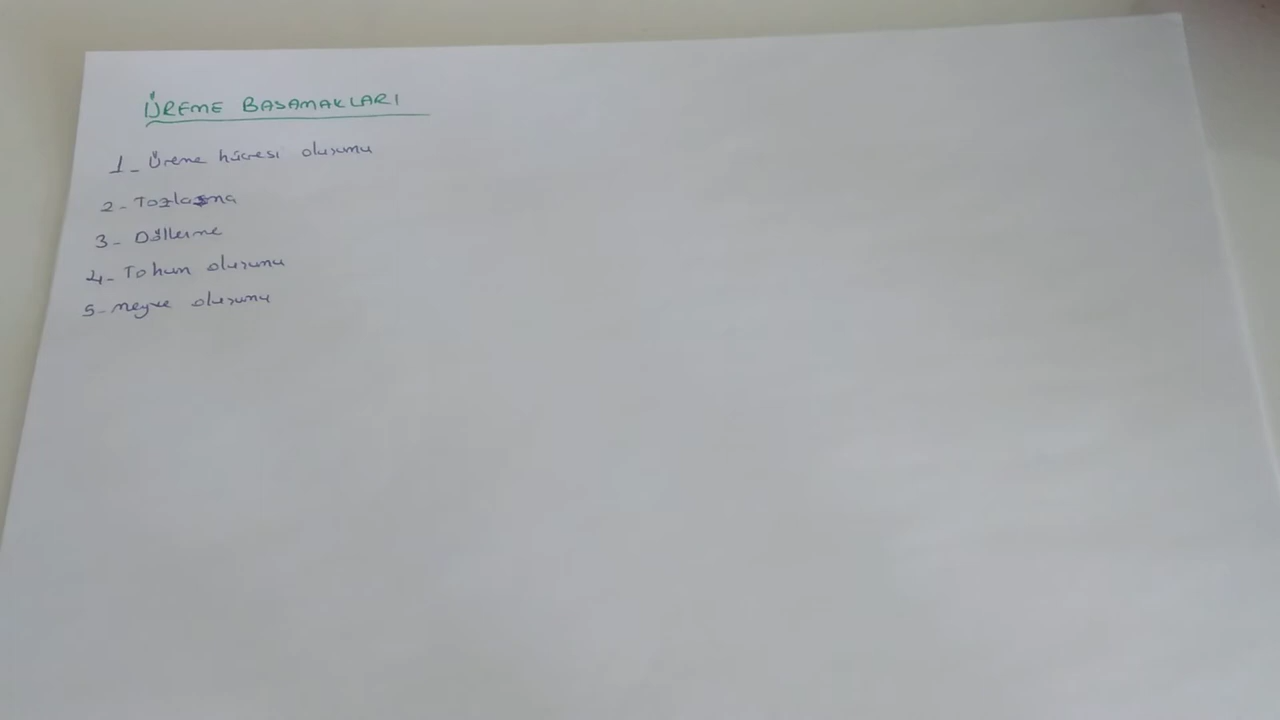 ÜREME BASAMAKLARI
1- Üreme hücresi oluşumu
2- Tozlaşma
3- Döllenme
4- Tohum oluşumu
5- meyve oluşumu